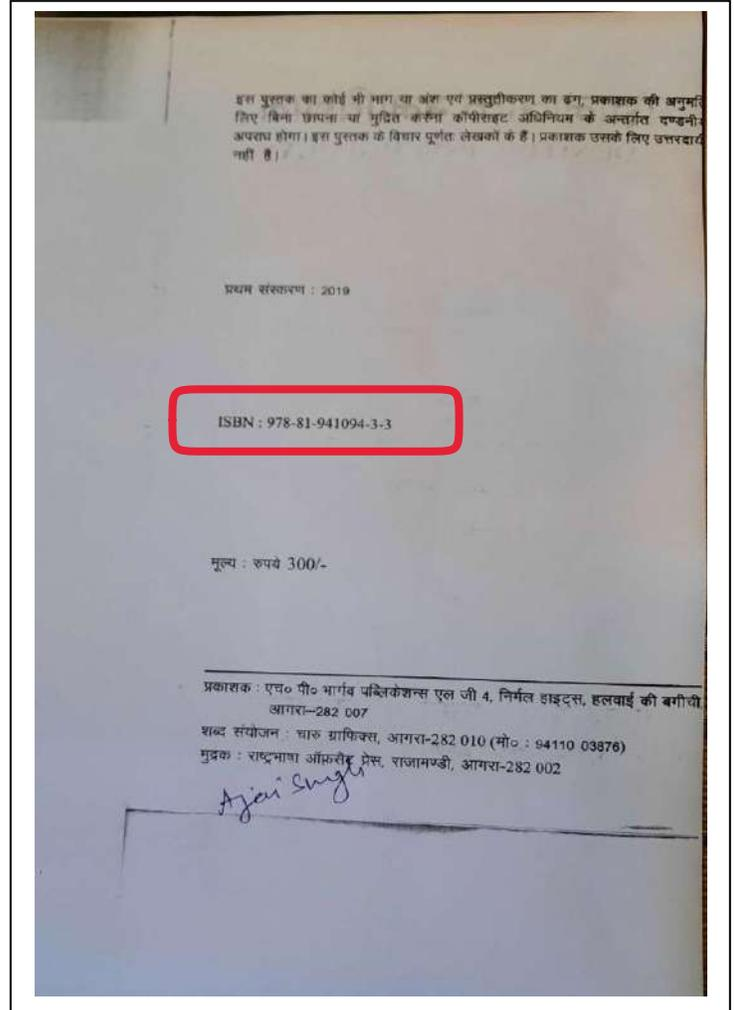 इस पुस्तक का कोई भी भाग या अंश एवं प्रस्तुतीकरण का ढंग, प्रकाशक की अनुमति
लिए बिना छापना या मुद्रित करना कॉपीराइट अधिनियम के अन्तर्गत दण्डनीय
अपराध होगा। इस पुस्तक के विचार पूर्णतः लेखकों के हैं। प्रकाशक उसके लिए उत्तरदायी
नहीं है।
प्रथम संस्करण : 2019
ISBN : 978-81-941094-3-3
मूल्य : रुपये 300/-
प्रकाशक : एच० पी० भार्गव पब्लिकेशन्स एल जी 4, निर्मल हाइट्स, हलवाई की बगीची,
आगरा–282 007
शब्द संयोजन : चारु ग्राफिक्स, आगरा-282 010 (मो० : 94110 03876)
मुद्रक : राष्ट्रभाषा ऑफ़सैट प्रेस, राजामण्डी, आगरा-282 002
Ajai Singh